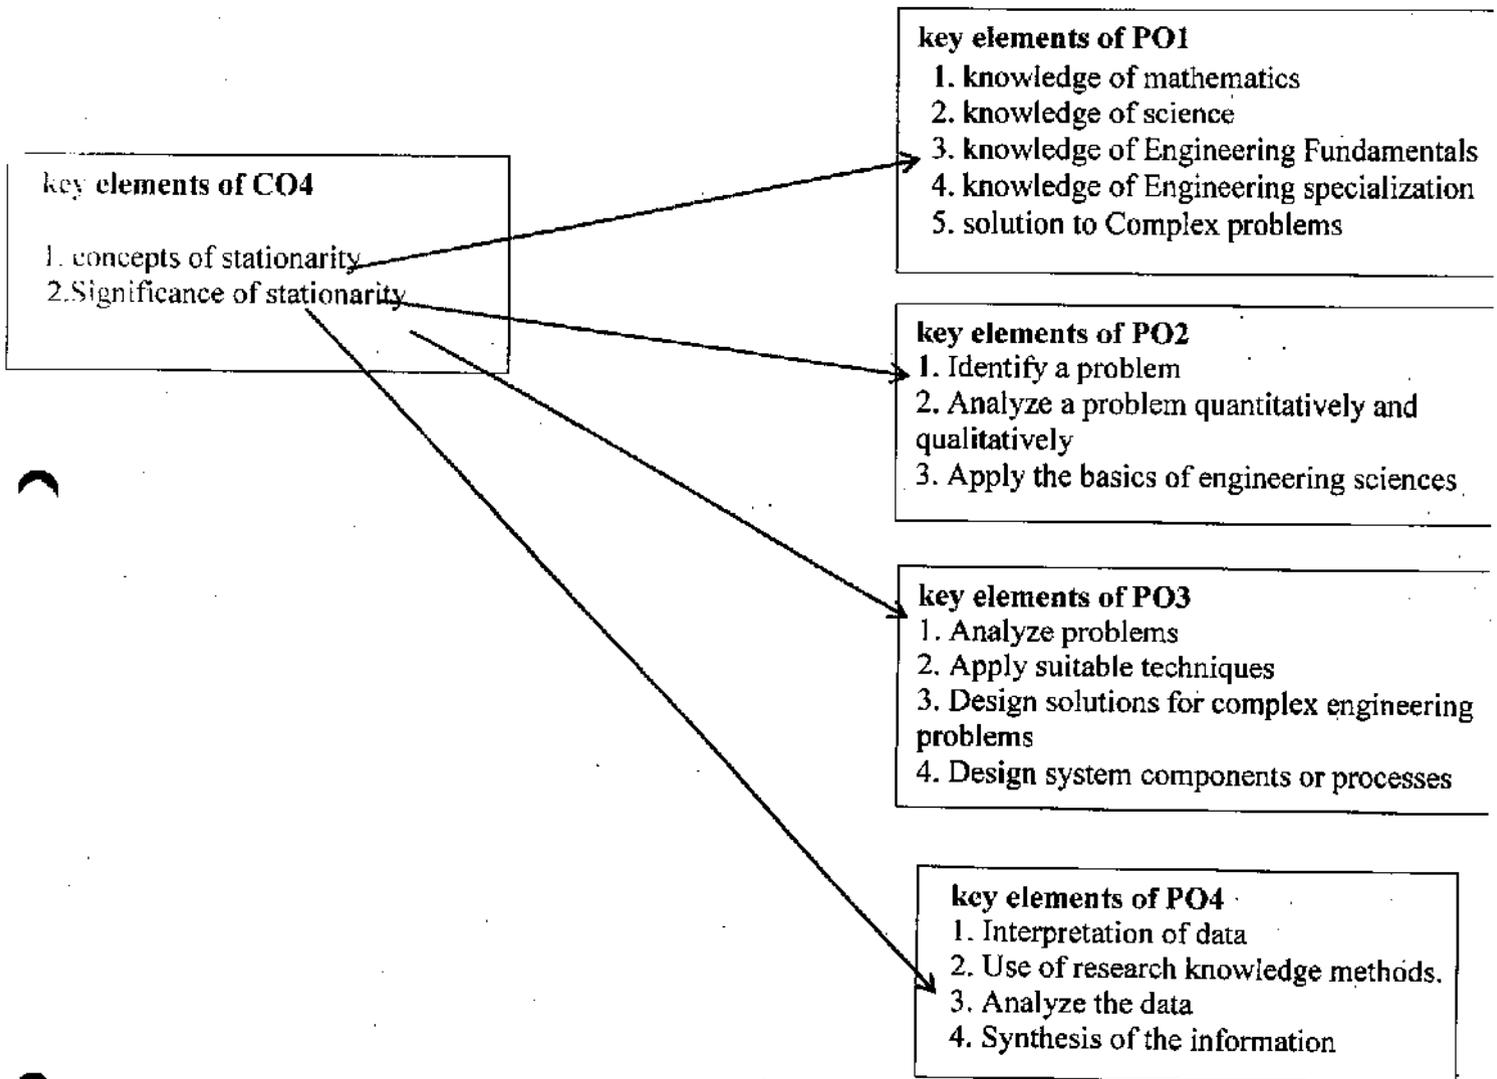 key elements of CO4
1. concepts of stationarity
2.Significance of stationarity
key elements of PO1
1. knowledge of mathematics
2. knowledge of science
3. knowledge of Engineering Fundamentals
4. knowledge of Engineering specialization
5. solution to Complex problems
key elements of PO2
1. Identify a problem
2. Analyze a problem quantitatively and
qualitatively
3. Apply the basics of engineering sciences
key elements of PO3
1. Analyze problems
2. Apply suitable techniques
3. Design solutions for complex engineering
problems
4. Design system components or processes
key elements of PO4
1. Interpretation of data
2. Use of research knowledge methods.
3. Analyze the data
4. Synthesis of the information